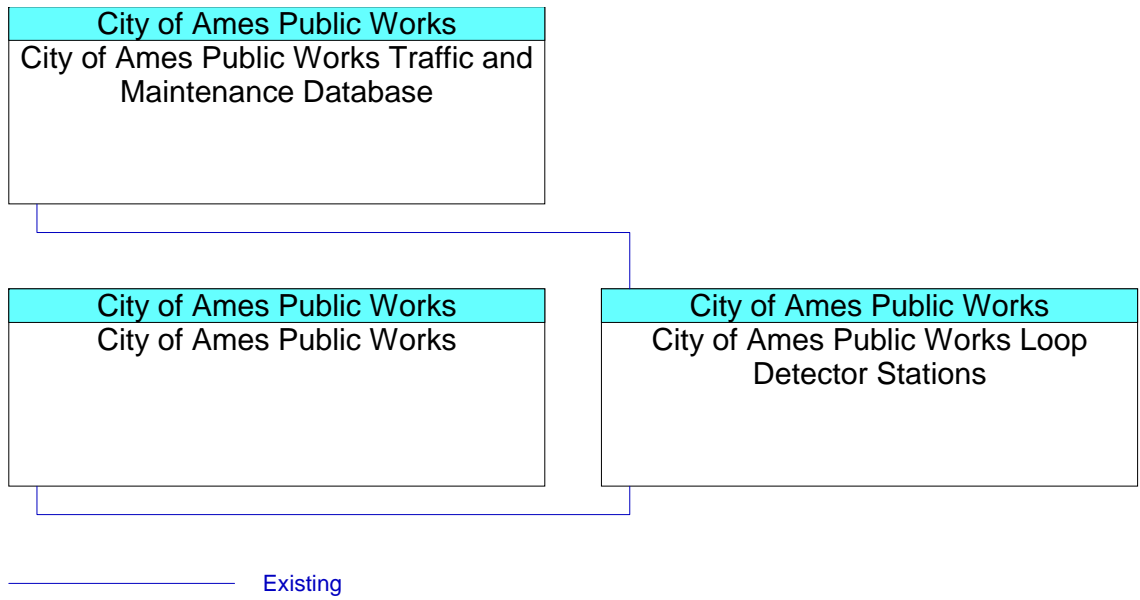 City of Ames Public Works
City of Ames Public Works Traffic and
Maintenance Database
City of Ames Public Works
City of Ames Public Works
City of Ames Public Works
City of Ames Public Works Loop
Detector Stations
Existing